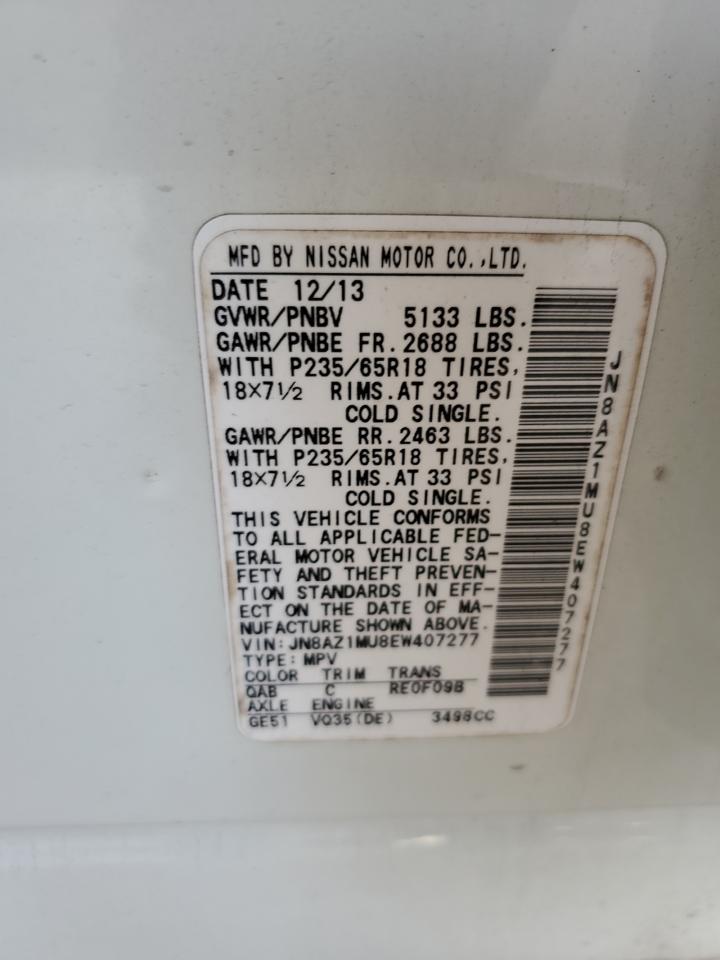 MFD BY NISSAN MOTOR CO.,LTD.
DATE 12/13
GVWR/PNBV 5133 LBS.
GAWR/PNBE FR. 2688 LBS.
WITH P235/65R18 TIRES,
18×7½ RIMS. AT 33 PSI
COLD SINGLE.
GAWR/PNBE RR. 2463 LBS.
WITH P235/65R18 TIRES,
18×7½ RIMS. AT 33 PSI
COLD SINGLE.
THIS VEHICLE CONFORMS
TO ALL APPLICABLE FED-
ERAL MOTOR VEHICLE SA-
FETY AND THEFT PREVEN-
TION STANDARDS IN EFF-
ECT ON THE DATE OF MA-
NUFACTURE SHOWN ABOVE.
VIN: JN8AZ1MU8EW407277
TYPE: MPV
COLOR TRIM TRANS
QAB C RE0F09B
AXLE ENGINE
GE51 VQ35(DE) 3498CC
JN8AZ1MU8EW407277